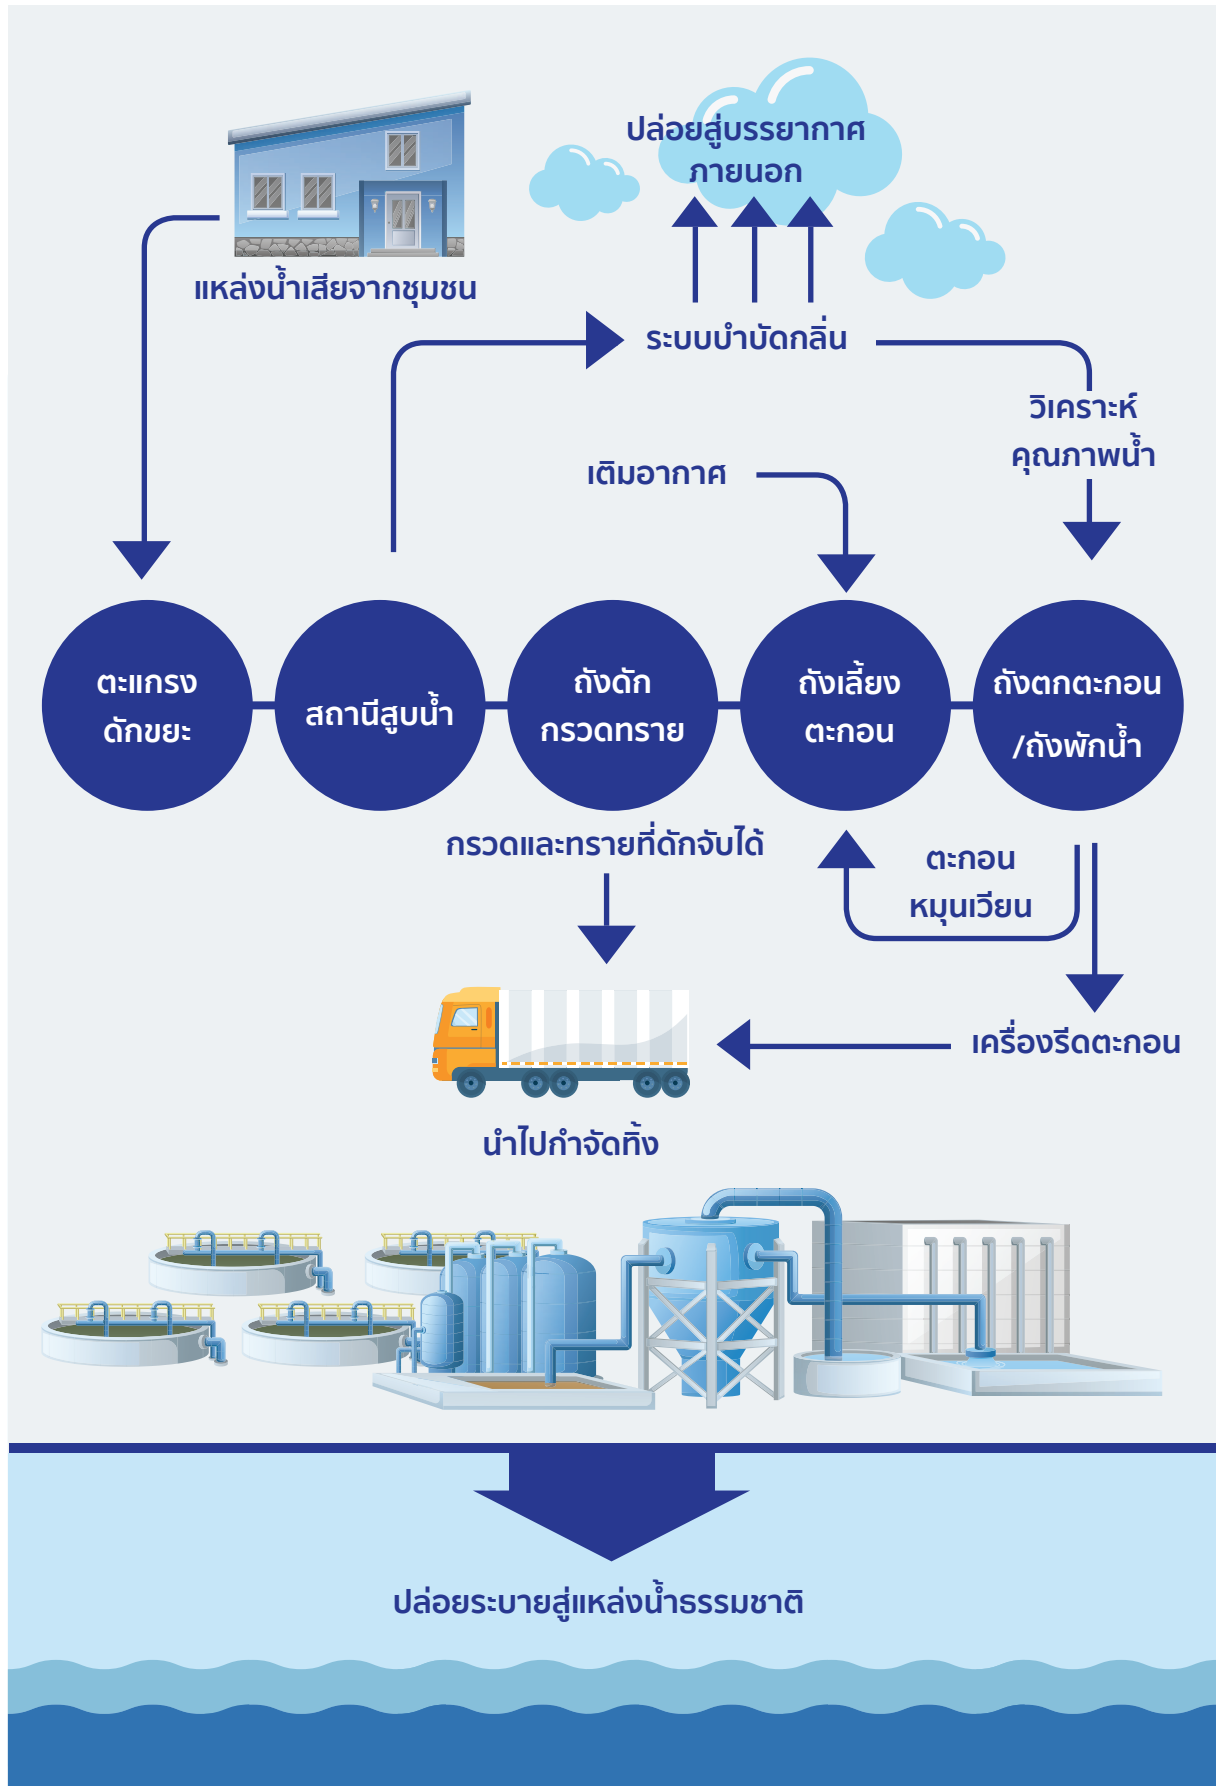 ปล่อยสู่บรรยากาศ
ภายนอก
แหล่งน้ำเสียจากชุมชน
ระบบบำบัดกลิ่น
วิเคราะห์
คุณภาพน้ำ
เติมอากาศ
ตะแกรง
ดักขยะ
สถานีสูบน้ำ
ถังดัก
กรวดทราย
ถังเลี้ยง
ตะกอน
ถังตกตะกอน
/ถังพักน้ำ
กรวดและทรายที่ดักจับได้
ตะกอน
หมุนเวียน
เครื่องรีดตะกอน
นำไปกำจัดทิ้ง
ปล่อยระบายสู่แหล่งน้ำธรรมชาติ